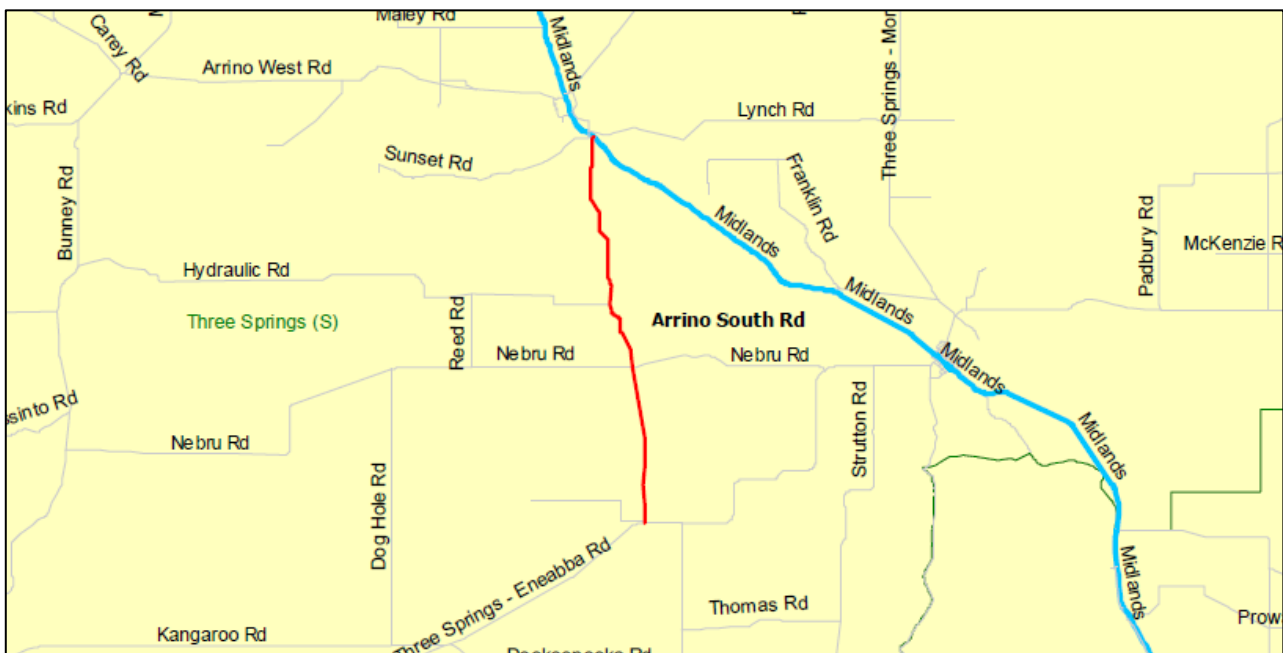 Maley Rd
Midlands
Carey Rd
Arrino West Rd
kins Rd
Lynch Rd
Three Springs - Mor
Sunset Rd
Franklin Rd
Bunney Rd
Padbury Rd
Midlands
McKenzie R
Hydraulic Rd
Midlands
Three Springs (S)
Reed Rd
Arrino South Rd
Nebru Rd
Nebru Rd
Midlands
sinto Rd
Nebru Rd
Strutton Rd
Midlands
Dog Hole Rd
Three Springs - Eneabba Rd
Midlands
Thomas Rd
Prow
Kangaroo Rd